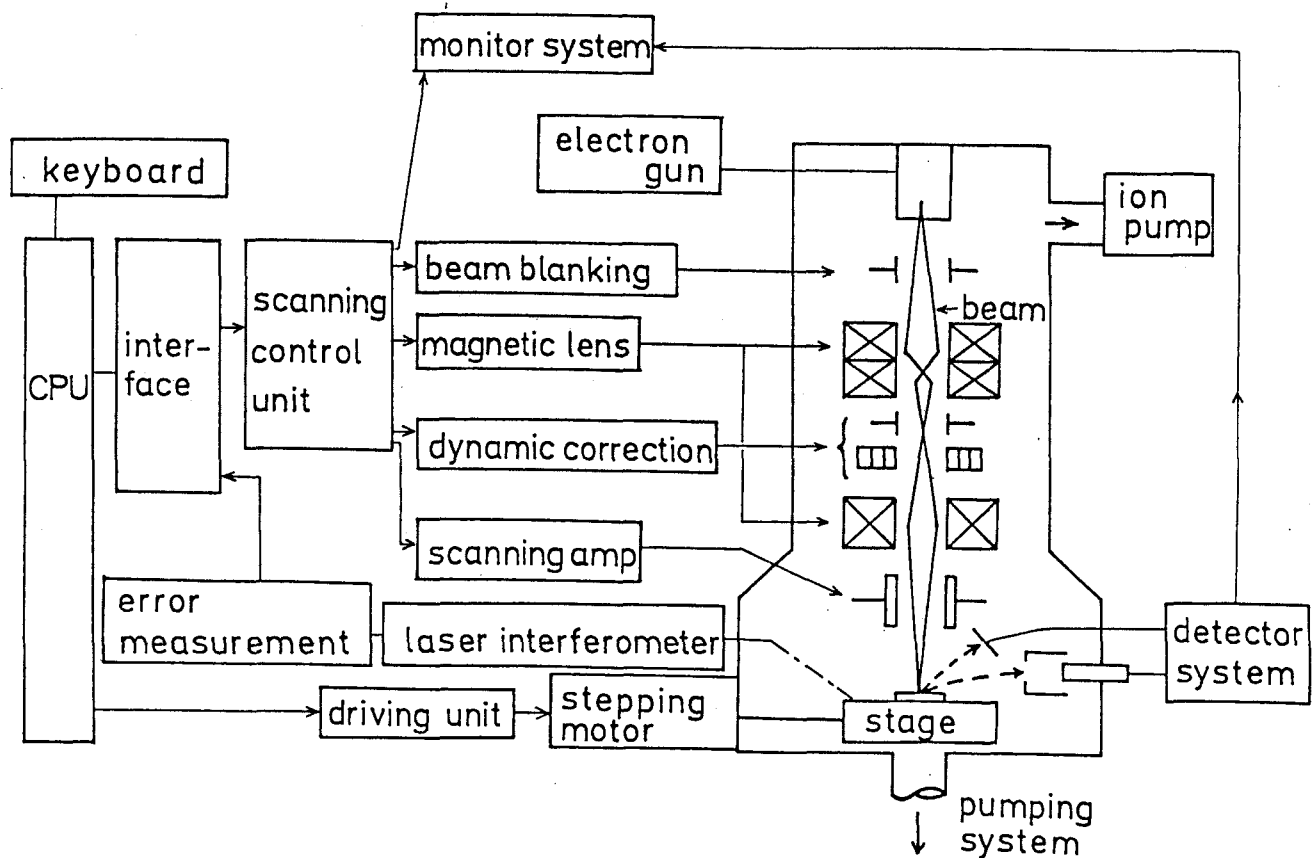 monitor system
electron
gun
keyboard
ion
pump
beam blanking
scanning
control
unit
beam
inter-
face
magnetic lens
CPU
dynamic correction
scanning amp
error
measurement
laser interferometer
detector
system
driving unit
stepping
motor
stage
pumping
system